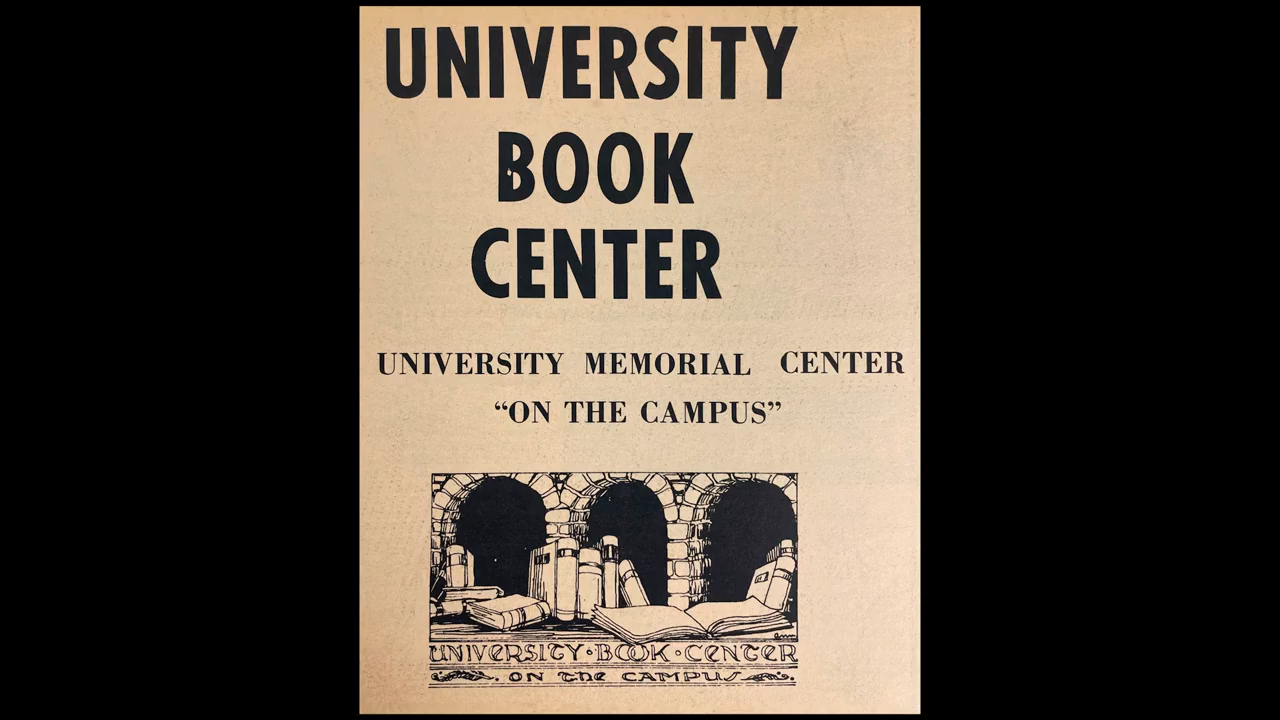 UNIVERSITY
BOOK
CENTER
UNIVERSITY MEMORIAL CENTER
“ON THE CAMPUS”
UNIVERSITY·BOOK·CENTER
. ON the CAMPUS .